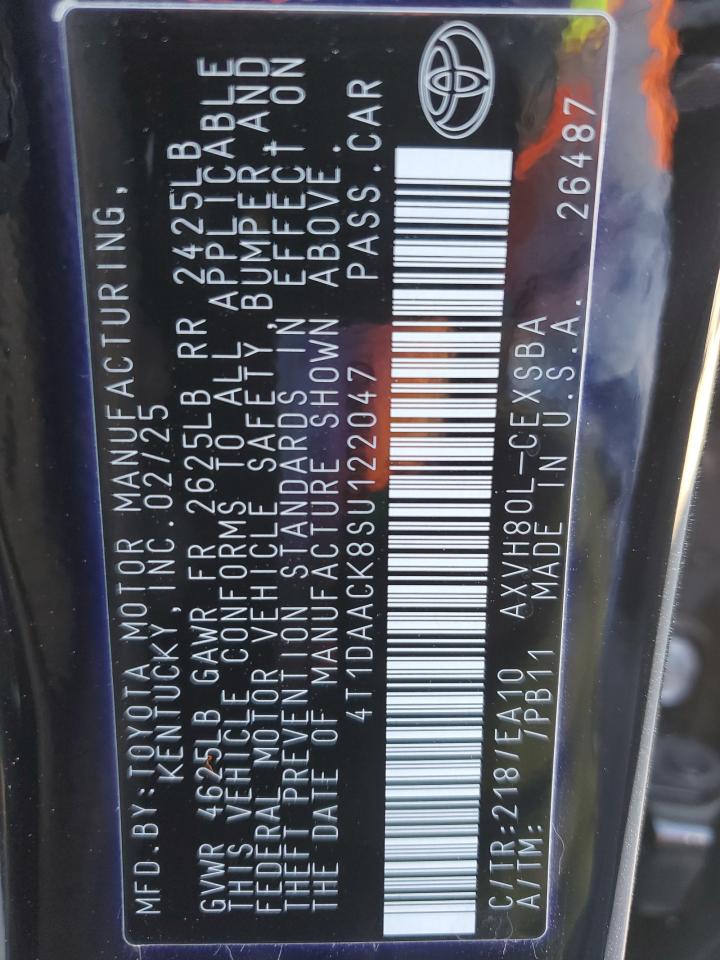 MFD.BY:TOYOTA MOTOR MANUFACTURING,
KENTUCKY,INC.02/25
GVWR 4625LB GAWR FR 2625LB RR 2425LB
THIS VEHICLE CONFORMS TO ALL APPLICABLE
FEDERAL MOTOR VEHICLE SAFETY,BUMPER AND
THEFT PREVENTION STANDARDS IN EFFECT ON
THE DATE OF MANUFACTURE SHOWN ABOVE.
4T1DAACK8SU122047 PASS.CAR
C/TR:218/EA10 AXVH80L-CEXSBA 26487
A/TM: /PB11 MADE IN U.S.A.